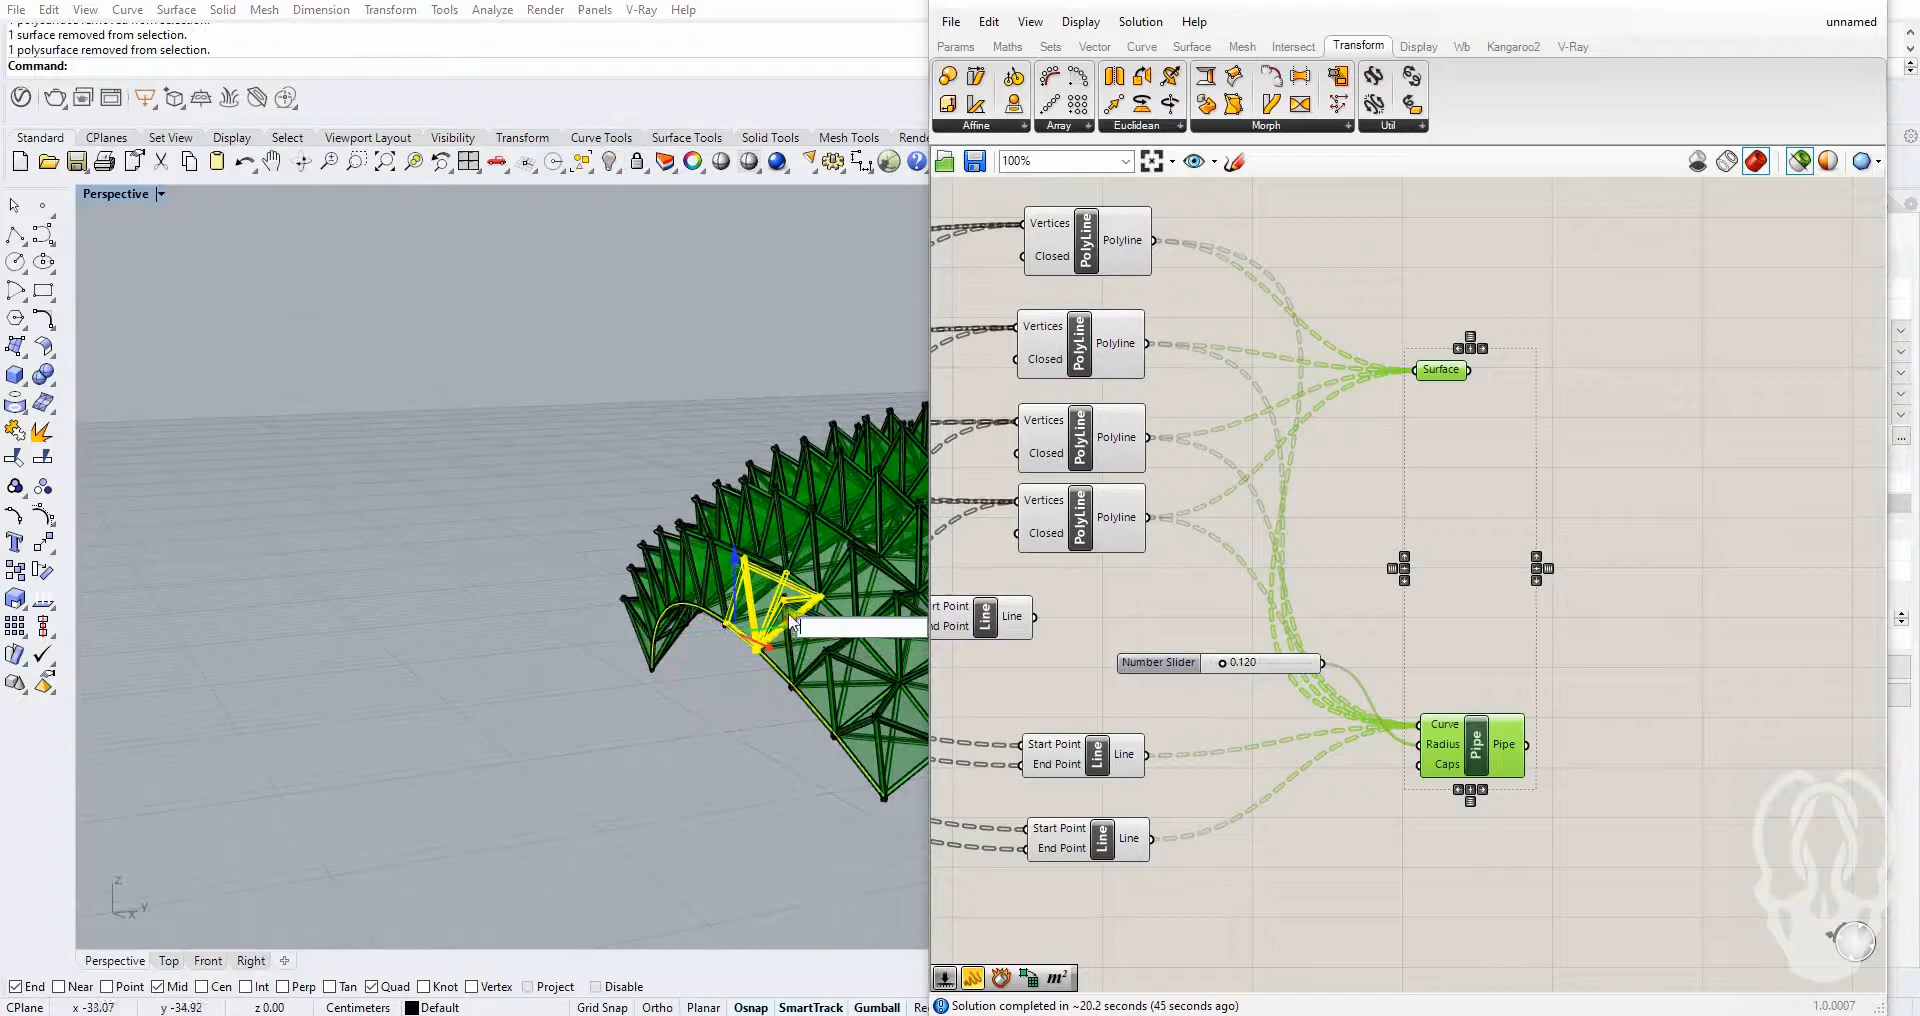 File Edit View Curve Surface Solid Mesh Dimension Transform Tools Analyze Render Panels V-Ray Help
1 surface removed from selection.
1 polysurface removed from selection.
Command:
Standard CPlanes Set View Display Select Viewport Layout Visibility Transform Curve Tools Surface Tools Solid Tools Mesh Tools
Perspective
z
y
x
Perspective Top Front Right
End Near Point Mid Cen Int Perp Tan Quad Knot Vertex Project Disable
CPlane x -33.07 y -34.92 z 0.00 Centimeters Default Grid Snap Ortho Planar Osnap SmartTrack Gumball
File Edit View Display Solution Help unnamed
Params Maths Sets Vector Curve Surface Mesh Intersect Transform Display Wb Kangaroo2 V-Ray
Affine Array Euclidean Morph Util
100%
Vertices PolyLine Polyline
Closed
Vertices PolyLine Polyline
Closed
Surface
Vertices PolyLine Polyline
Closed
Vertices PolyLine Polyline
Closed
rt Point Line Line
nd Point
Number Slider 0.120
Curve Pipe
Radius Pipe
Caps
Start Point Line Line
End Point
Start Point Line Line
End Point
m²
Solution completed in ~20.2 seconds (45 seconds ago) 1.0.0007